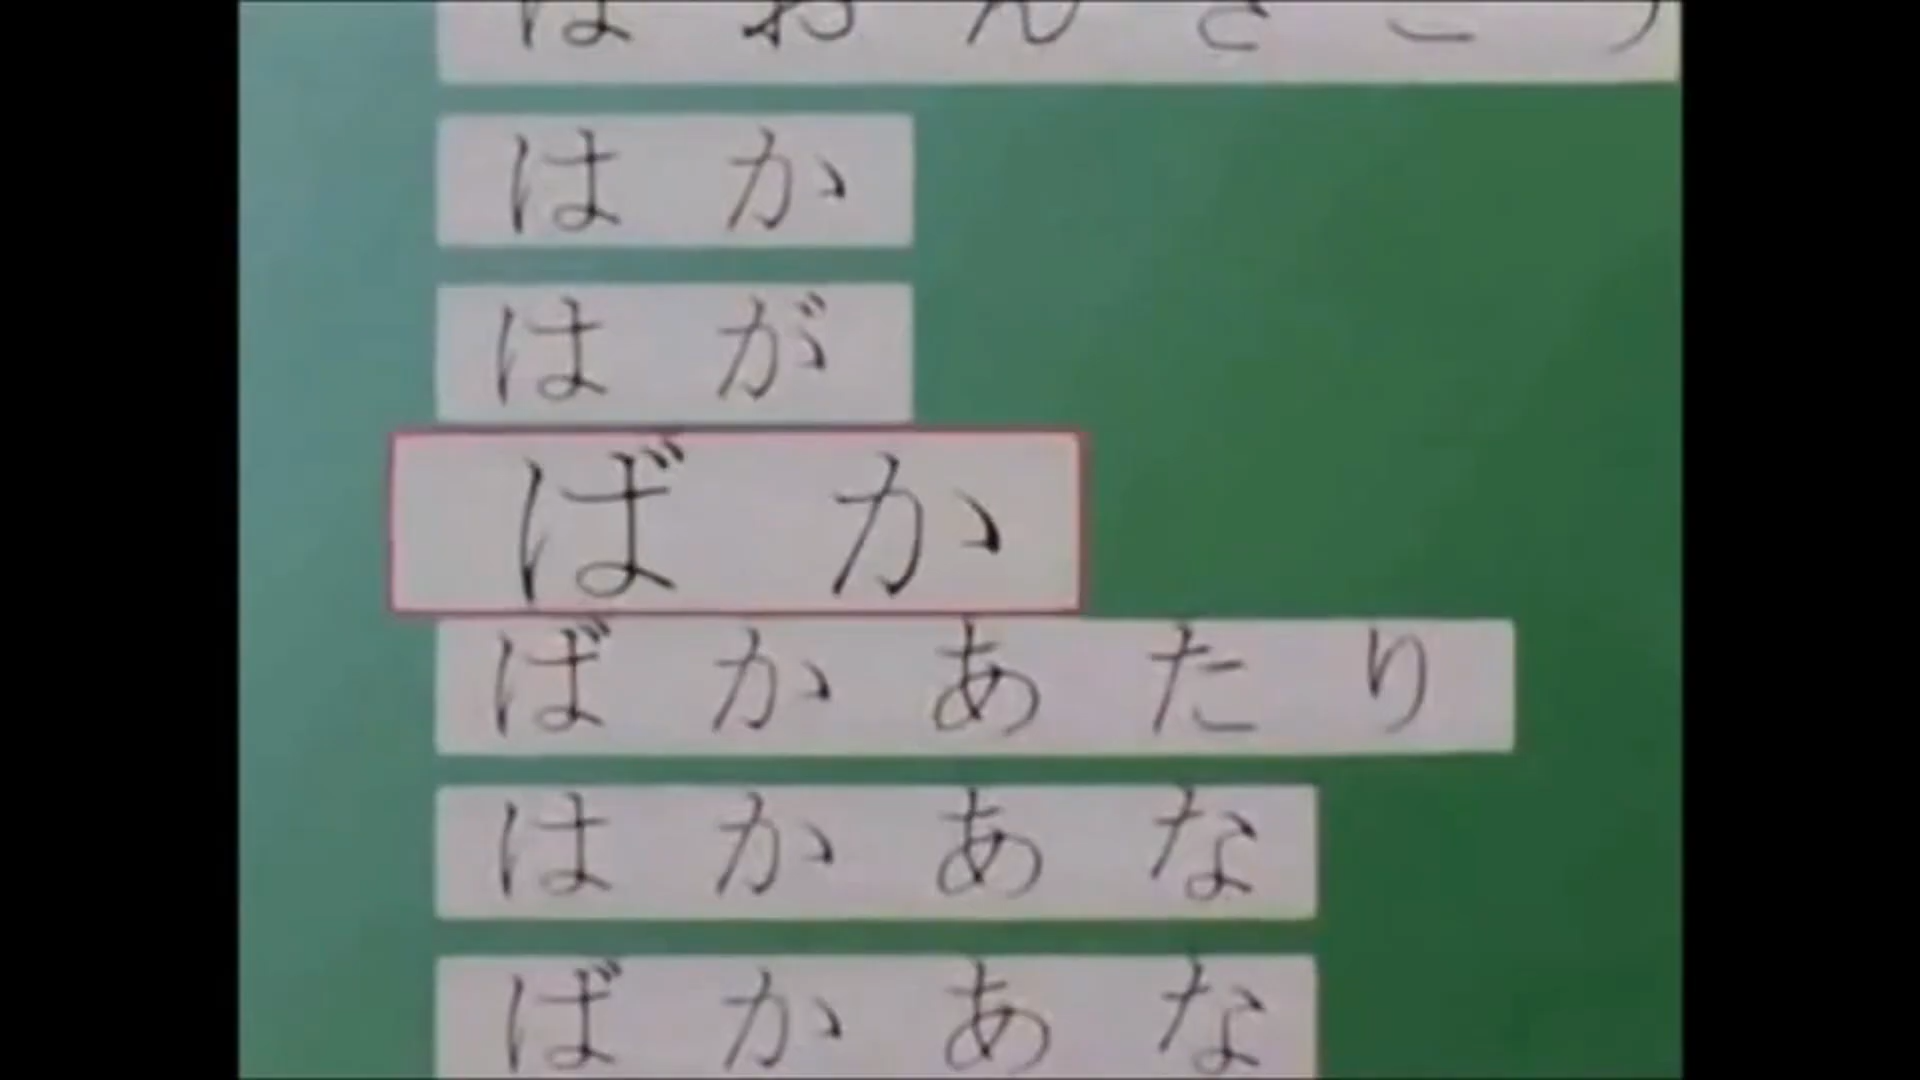 は か
は が
ば か
ば か あ た り
は か あ な
ば か あ な